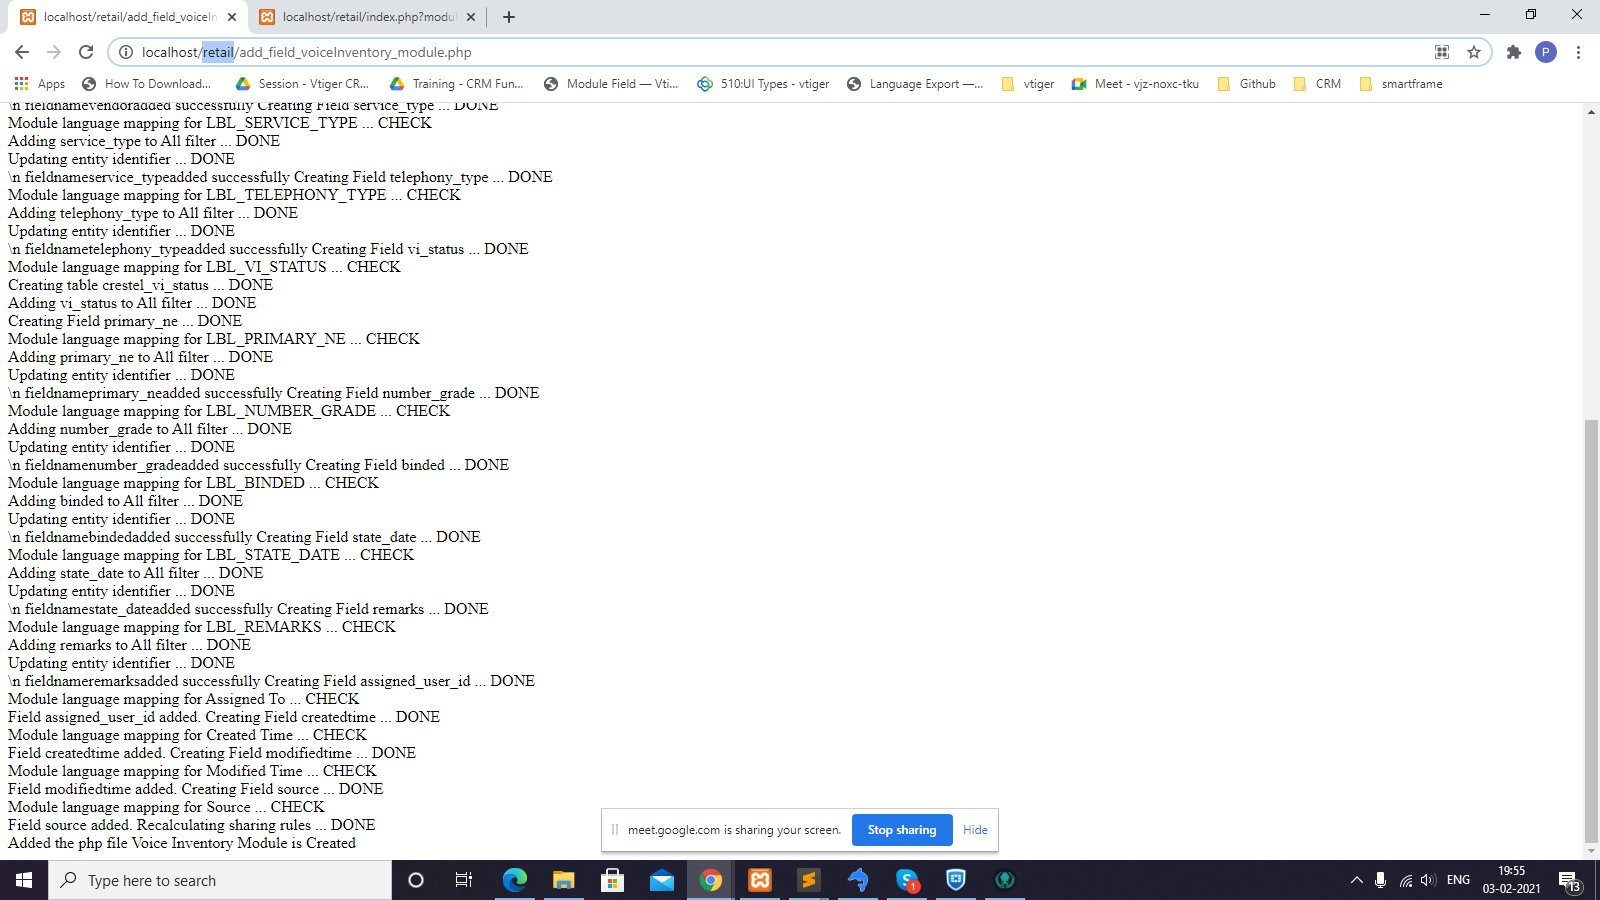 localhost/retail/add_field_voiceIn
localhost/retail/index.php?modul
localhost/retail/add_field_voiceInventory_module.php
P
Apps
How To Download...
Session - Vtiger CR...
Training - CRM Fun...
Module Field — Vti...
510:UI Types - vtiger
Language Export —...
vtiger
Meet - vjz-noxc-tku
Github
CRM
smartframe
\n fieldnamevendoradded successfully Creating Field service_type ... DONE
Module language mapping for LBL_SERVICE_TYPE ... CHECK
Adding service_type to All filter ... DONE
Updating entity identifier ... DONE
\n fieldnameservice_typeadded successfully Creating Field telephony_type ... DONE
Module language mapping for LBL_TELEPHONY_TYPE ... CHECK
Adding telephony_type to All filter ... DONE
Updating entity identifier ... DONE
\n fieldnametelephony_typeadded successfully Creating Field vi_status ... DONE
Module language mapping for LBL_VI_STATUS ... CHECK
Creating table crestel_vi_status ... DONE
Adding vi_status to All filter ... DONE
Creating Field primary_ne ... DONE
Module language mapping for LBL_PRIMARY_NE ... CHECK
Adding primary_ne to All filter ... DONE
Updating entity identifier ... DONE
\n fieldnameprimary_neadded successfully Creating Field number_grade ... DONE
Module language mapping for LBL_NUMBER_GRADE ... CHECK
Adding number_grade to All filter ... DONE
Updating entity identifier ... DONE
\n fieldnamenumber_gradeadded successfully Creating Field binded ... DONE
Module language mapping for LBL_BINDED ... CHECK
Adding binded to All filter ... DONE
Updating entity identifier ... DONE
\n fieldnamebindedadded successfully Creating Field state_date ... DONE
Module language mapping for LBL_STATE_DATE ... CHECK
Adding state_date to All filter ... DONE
Updating entity identifier ... DONE
\n fieldnamestate_dateadded successfully Creating Field remarks ... DONE
Module language mapping for LBL_REMARKS ... CHECK
Adding remarks to All filter ... DONE
Updating entity identifier ... DONE
\n fieldnameremarksadded successfully Creating Field assigned_user_id ... DONE
Module language mapping for Assigned To ... CHECK
Field assigned_user_id added. Creating Field createdtime ... DONE
Module language mapping for Created Time ... CHECK
Field createdtime added. Creating Field modifiedtime ... DONE
Module language mapping for Modified Time ... CHECK
Field modifiedtime added. Creating Field source ... DONE
Module language mapping for Source ... CHECK
Field source added. Recalculating sharing rules ... DONE
Added the php file Voice Inventory Module is Created
meet.google.com is sharing your screen.
Stop sharing
Hide
Type here to search
1
ENG
19:55
03-02-2021
13